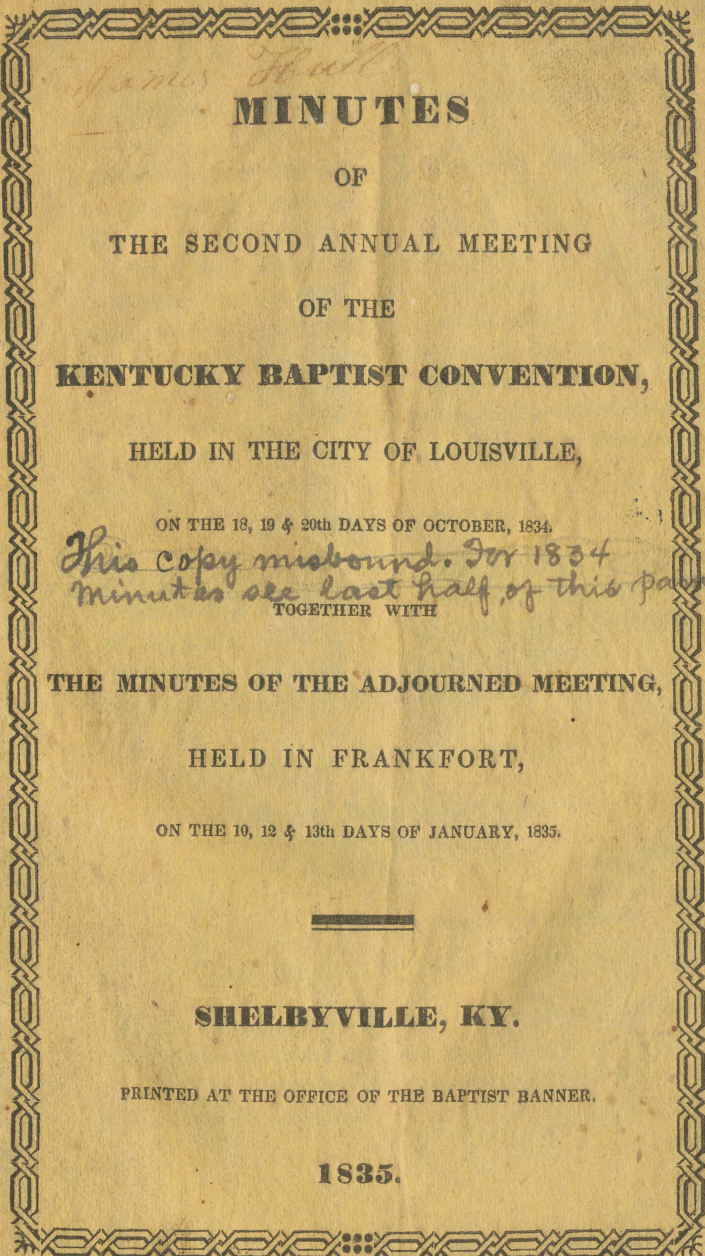 James Hull
MINUTES
OF
THE SECOND ANNUAL MEETING
OF THE
KENTUCKY BAPTIST CONVENTION,
HELD IN THE CITY OF LOUISVILLE,
ON THE 18, 19 & 20th DAYS OF OCTOBER, 1834.
This copy misbound. For 1834
Minutes see last half, of this
TOGETHER WITH
THE MINUTES OF THE ADJOURNED MEETING,
HELD IN FRANKFORT,
ON THE 10, 12 & 13th DAYS OF JANUARY, 1835.
SHELBYVILLE, KY.
PRINTED AT THE OFFICE OF THE BAPTIST BANNER.
1835.